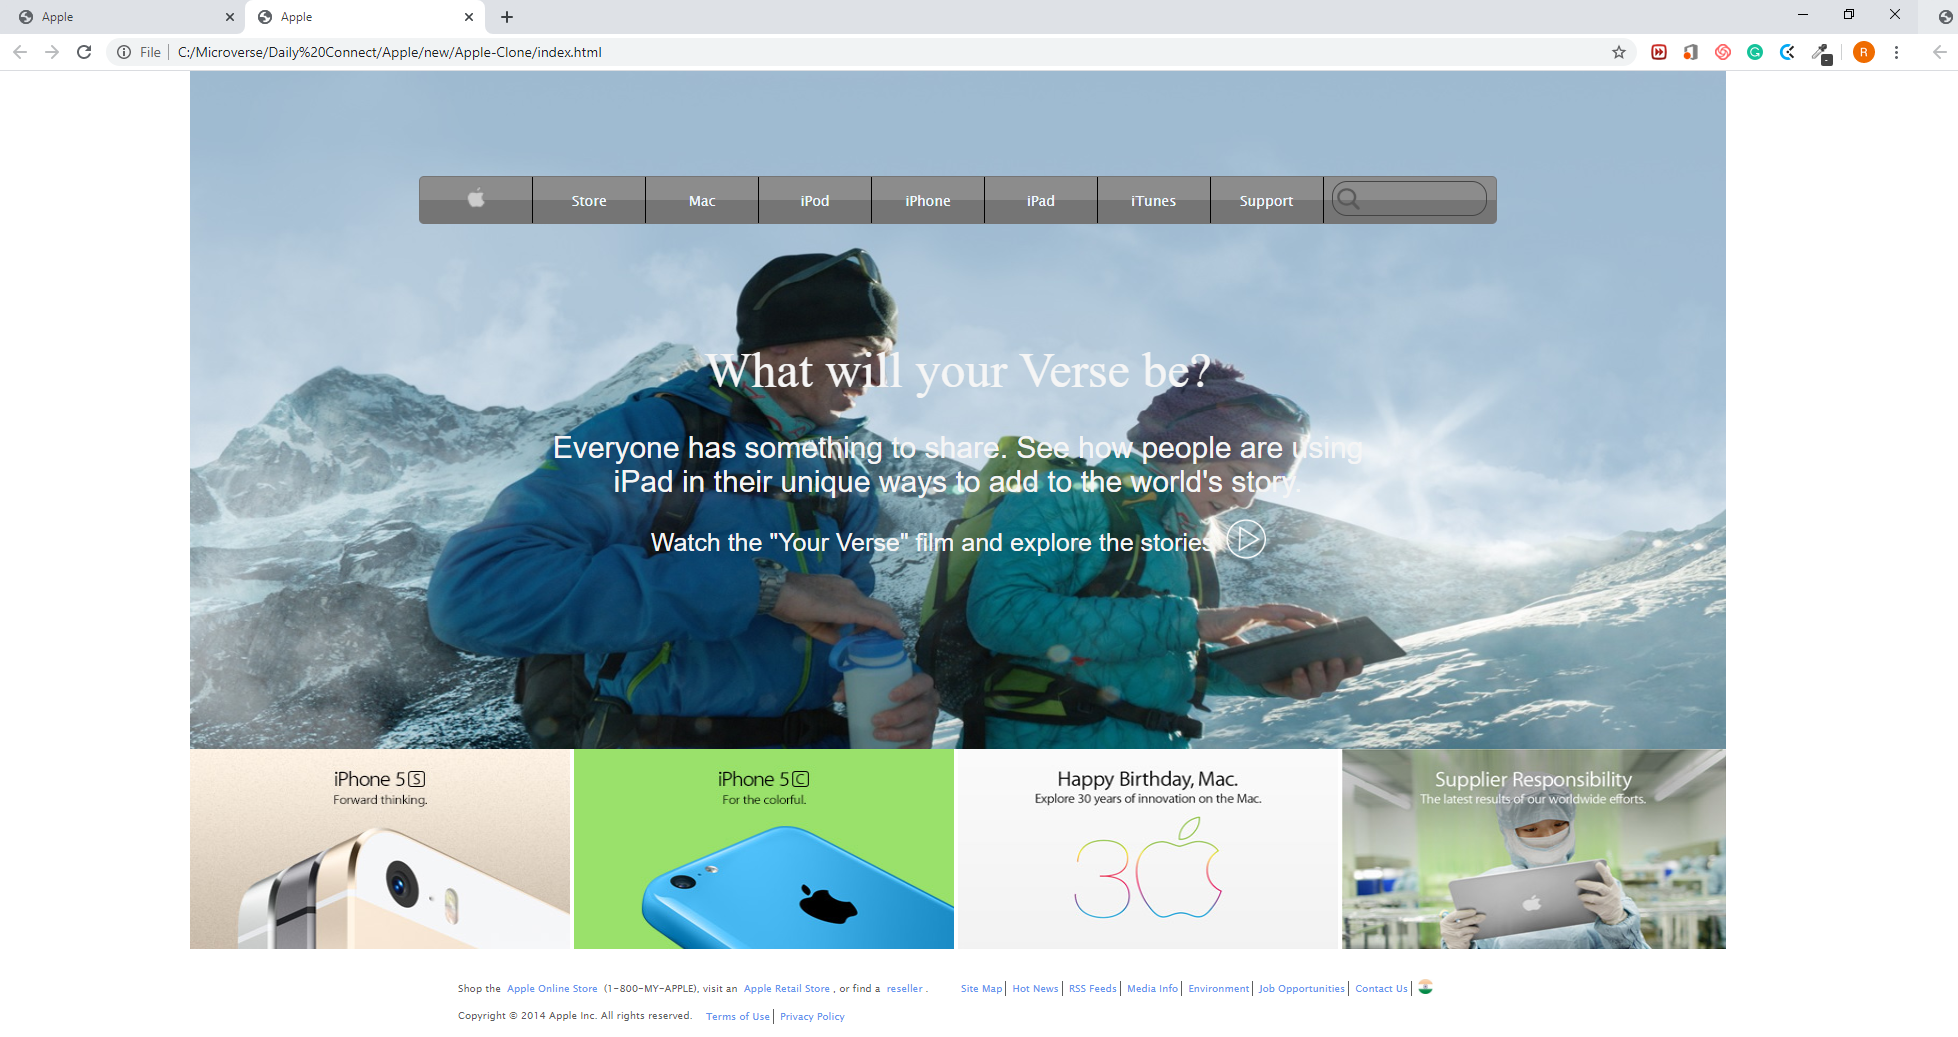 Apple
Apple
File
C:/Microverse/Daily%20Connect/Apple/new/Apple-Clone/index.html
R
Store
Mac
iPod
iPhone
iPad
iTunes
Support
What will your Verse be?
Everyone has something to share. See how people are using
iPad in their unique ways to add to the world's story.
Watch the "Your Verse" film and explore the stories
iPhone 5S
Forward thinking.
iPhone 5C
For the colorful.
Happy Birthday, Mac.
Explore 30 years of innovation on the Mac.
30
Supplier Responsibility
The latest results of our worldwide efforts.
Shop the Apple Online Store (1-800-MY-APPLE), visit an Apple Retail Store , or find a reseller .
Site Map | Hot News | RSS Feeds | Media Info | Environment | Job Opportunities | Contact Us |
Copyright © 2014 Apple Inc. All rights reserved. Terms of Use | Privacy Policy